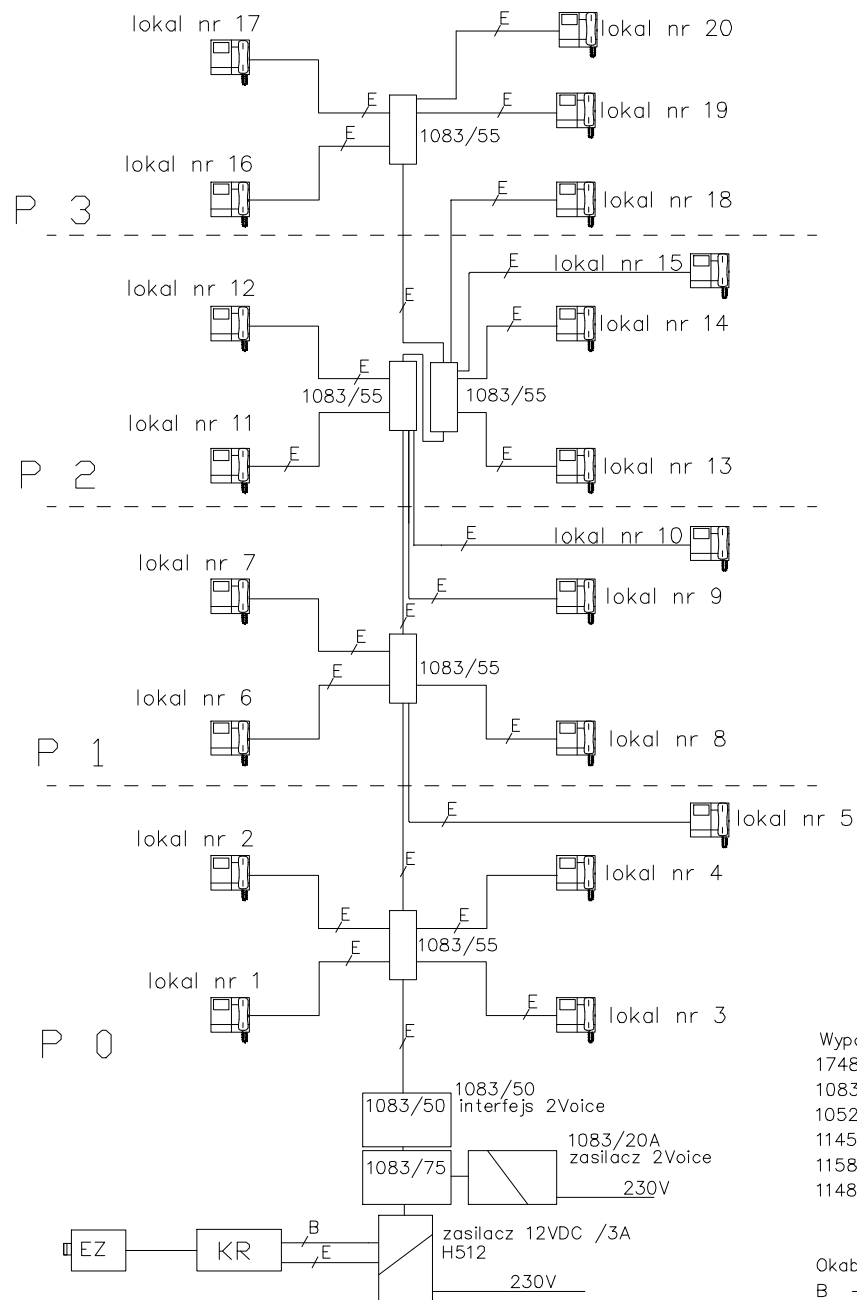 lokal nr 17
E
lokal nr 20
E
E
lokal nr 19
1083/55
E
lokal nr 16
E
lokal nr 18
P 3
E
lokal nr 15
lokal nr 12
E
E
lokal nr 14
E
1083/55
1083/55
lokal nr 11
E
E
lokal nr 13
P 2
E
lokal nr 10
lokal nr 7
E
lokal nr 9
E
E
1083/55
E
lokal nr 6
E
lokal nr 8
P 1
E
lokal nr 5
lokal nr 2
E
lokal nr 4
E
E
1083/55
E
lokal nr 1
E
lokal nr 3
E
P 0
1083/50
1083/50
interfejs 2Voice
1083/75
1083/20A
zasilacz 2Voice
230V
EZ
KR
B
E
zasilacz 12VDC /3A
H512
230V
1748
1083
1052
1145
1158
1148
B -